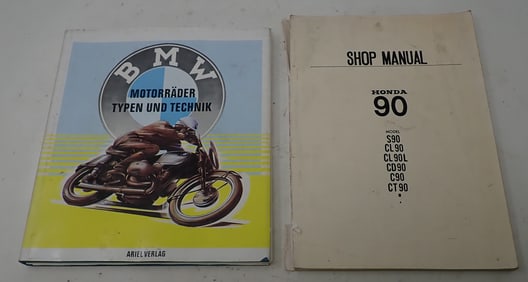 BMW
MOTORRÄDER
TYPEN UND TECHNIK
ARIEL VERLAG
SHOP MANUAL
HONDA
90
MODEL
S90
CL90
CL90L
CD90
C90
CT90